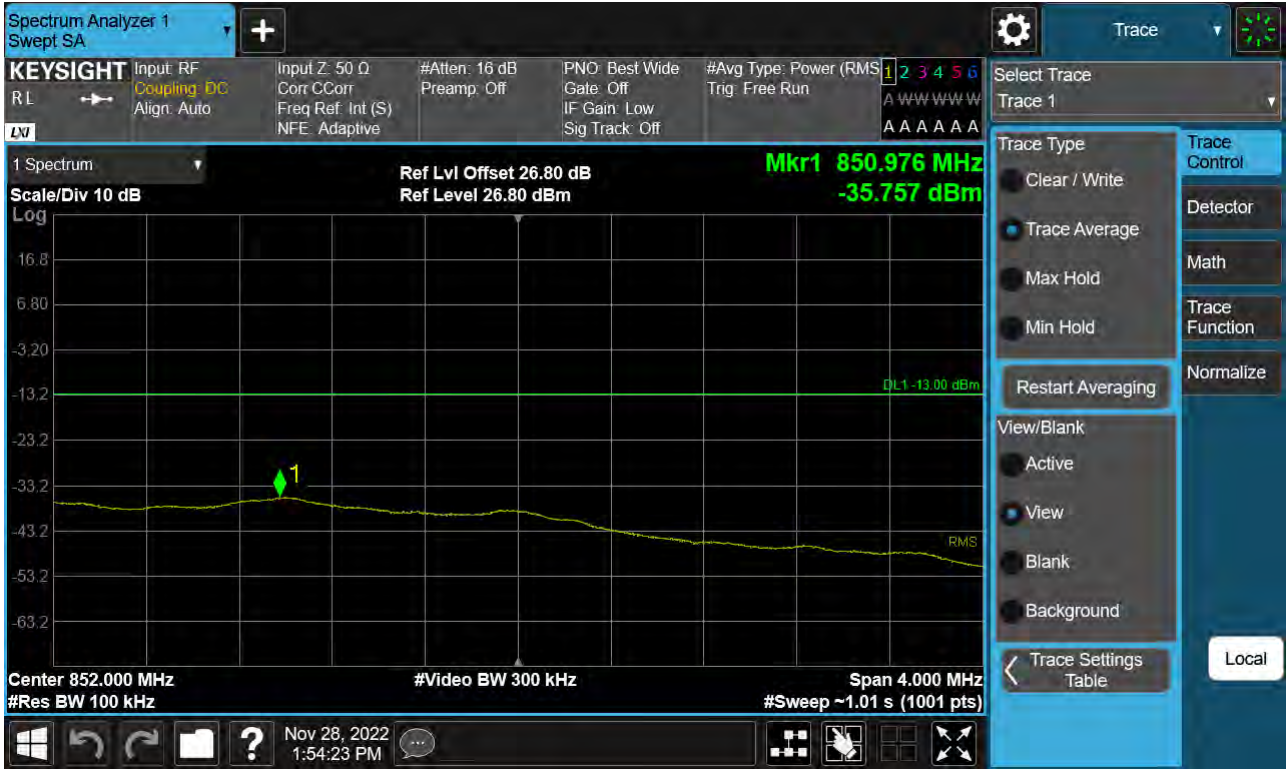 Spectrum Analyzer 1
Swept SA
+
Trace
KEYSIGHT
RL
LXI
Input: RF
Coupling: DC
Align: Auto
Input Z: 50 Ω
Corr CCorr
Freq Ref: Int (S)
NFE: Adaptive
#Atten: 16 dB
Preamp: Off
PNO: Best Wide
Gate: Off
IF Gain: Low
Sig Track: Off
#Avg Type: Power (RMS
Trig: Free Run
1 2 3 4 5 6
A W W W W W
A A A A A A
Select Trace
Trace 1
1 Spectrum
Scale/Div 10 dB
Log
Ref Lvl Offset 26.80 dB
Ref Level 26.80 dBm
Mkr1 850.976 MHz
-35.757 dBm
16.8
6.80
-3.20
-13.2
-23.2
-33.2
-43.2
-53.2
-63.2
DL1 -13.00 dBm
1
RMS
Center 852.000 MHz
#Res BW 100 kHz
#Video BW 300 kHz
Span 4.000 MHz
#Sweep ~1.01 s (1001 pts)
Trace Type
Clear / Write
Trace Average
Max Hold
Min Hold
Restart Averaging
View/Blank
Active
View
Blank
Background
Trace Settings
Table
Trace
Control
Detector
Math
Trace
Function
Normalize
Local
?
Nov 28, 2022
1:54:23 PM